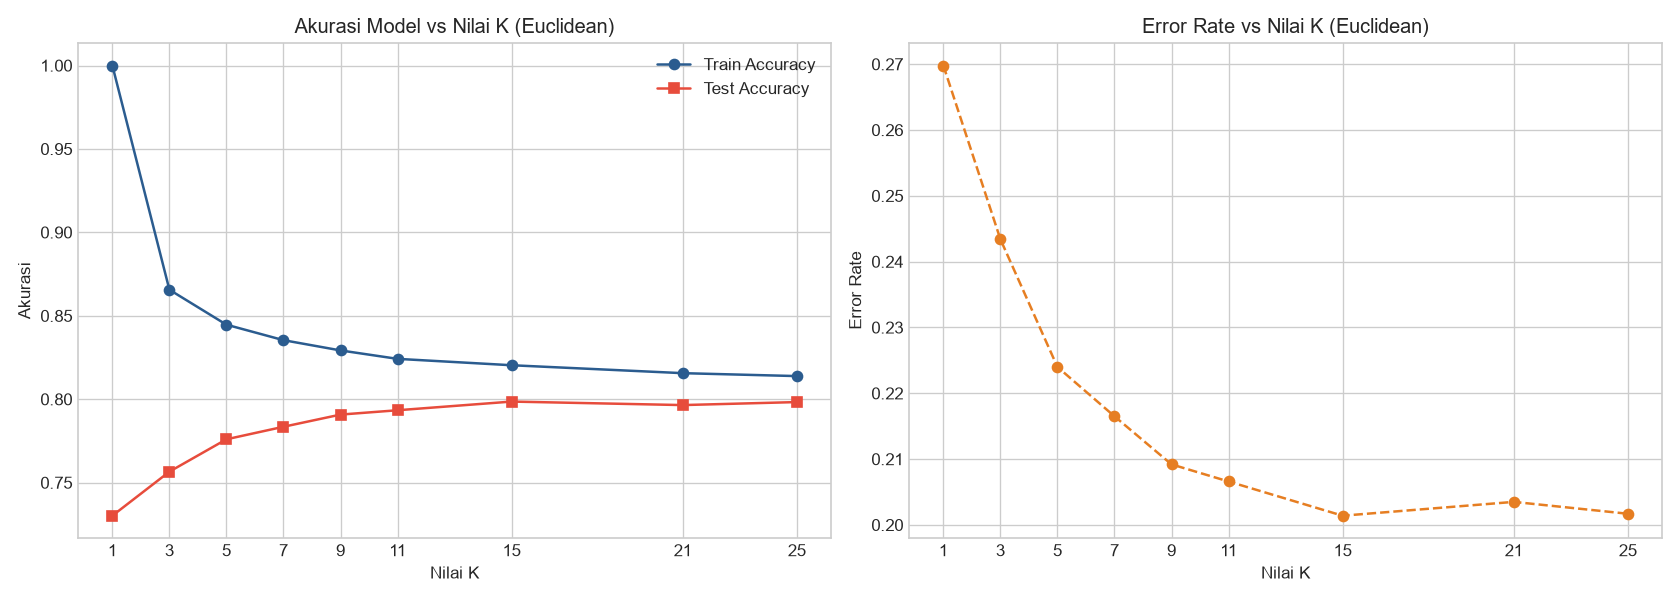 Akurasi Model vs Nilai K (Euclidean)
Train Accuracy
Test Accuracy
Akurasi
1.00
0.95
0.90
0.85
0.80
0.75
1 3 5 7 9 11 15 21 25
Nilai K
Error Rate vs Nilai K (Euclidean)
Error Rate
0.27
0.26
0.25
0.24
0.23
0.22
0.21
0.20
1 3 5 7 9 11 15 21 25
Nilai K